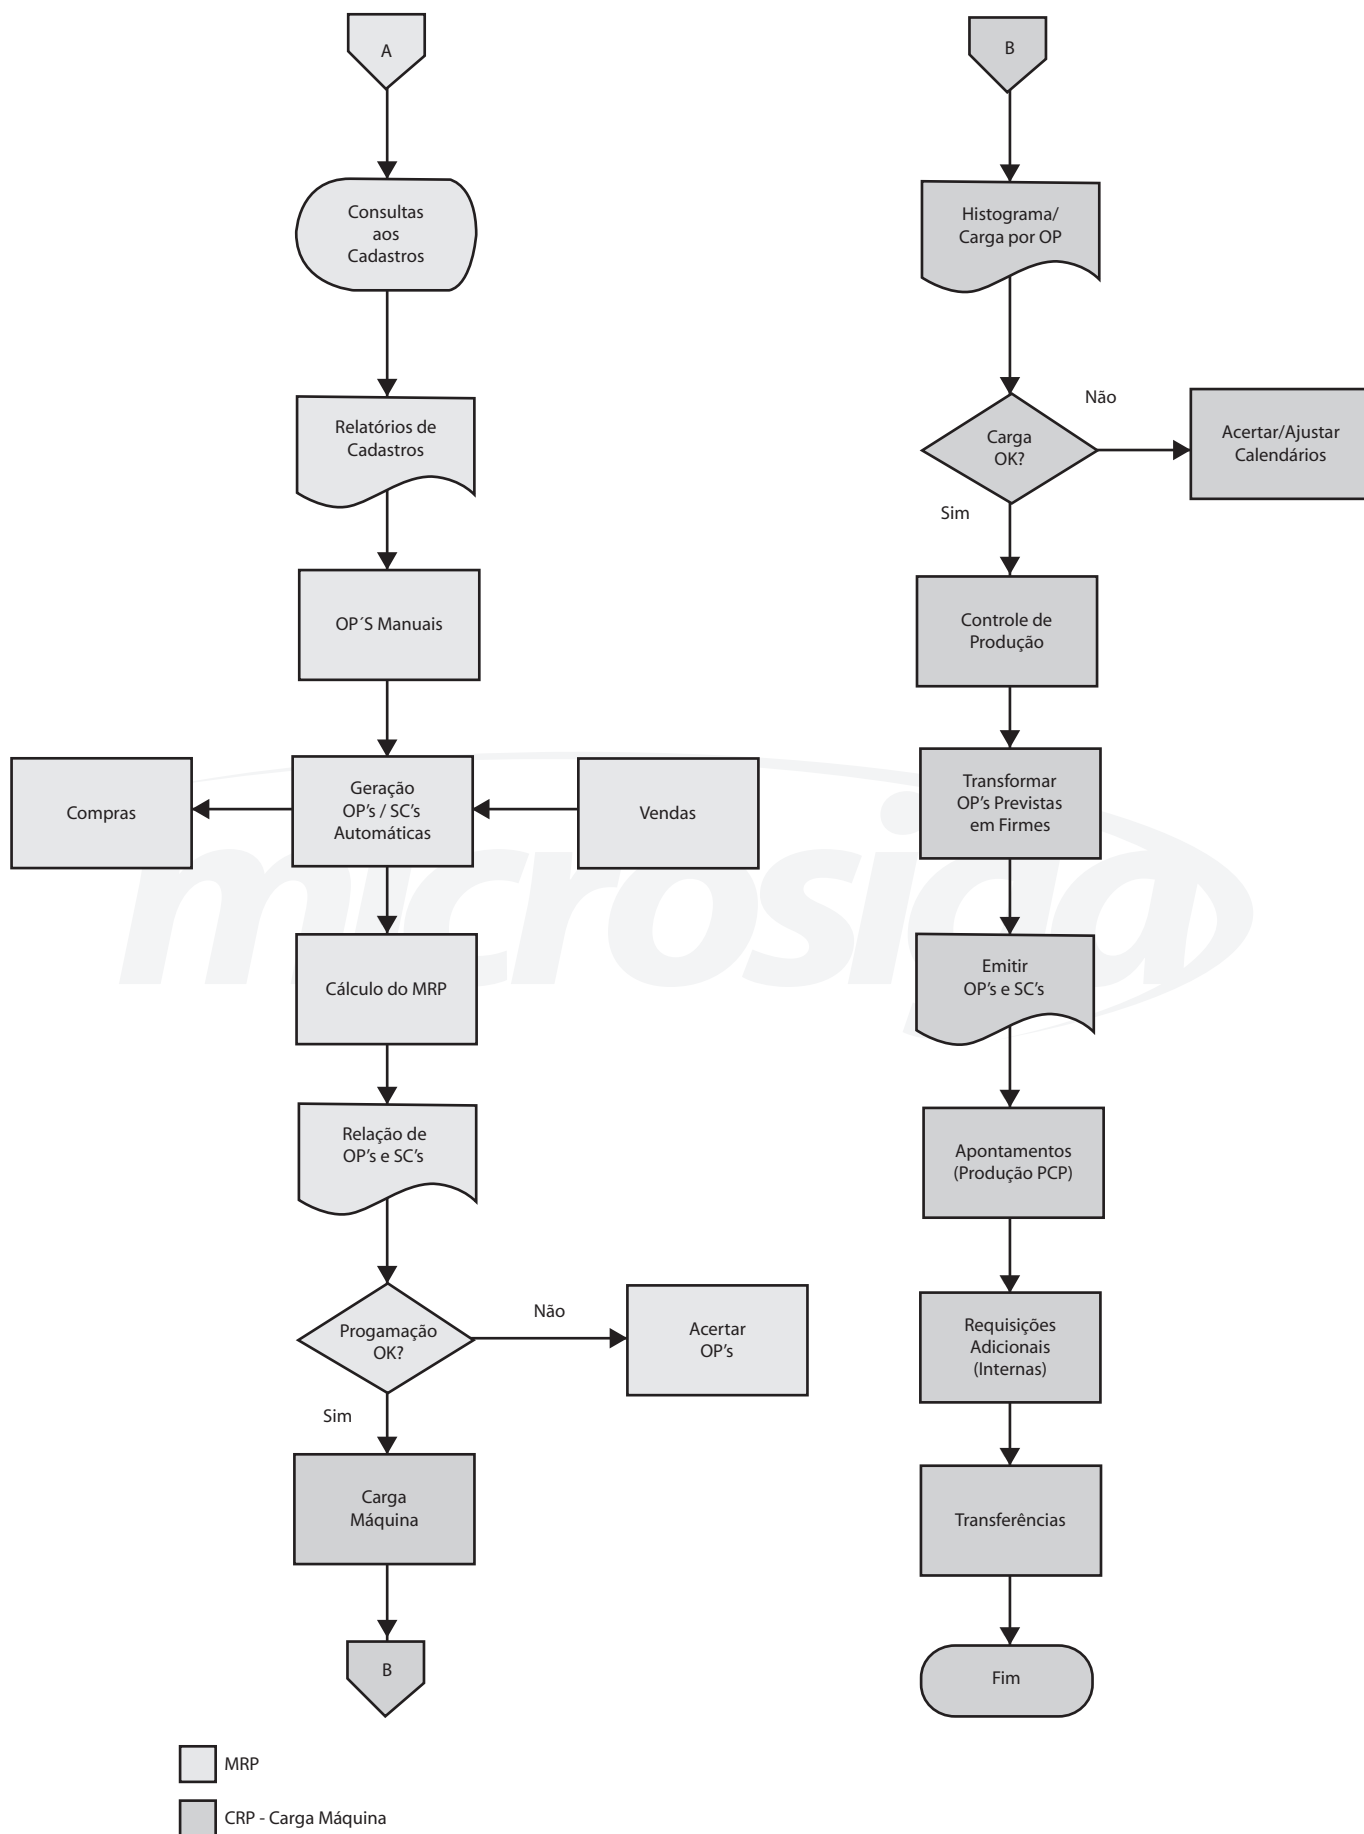 A
Consultas
aos
Cadastros
Relatórios de
Cadastros
OP´S Manuais
Compras
Geração
OP's / SC's
Automáticas
Vendas
Cálculo do MRP
Relação de
OP's e SC's
Progamação
OK?
Não
Acertar
OP's
Sim
Carga
Máquina
B
MRP
CRP - Carga Máquina
B
Histograma/
Carga por OP
Carga
OK?
Não
Acertar/Ajustar
Calendários
Sim
Controle de
Produção
Transformar
OP's Previstas
em Firmes
Emitir
OP's e SC's
Apontamentos
(Produção PCP)
Requisições
Adicionais
(Internas)
Transferências
Fim
microsiga